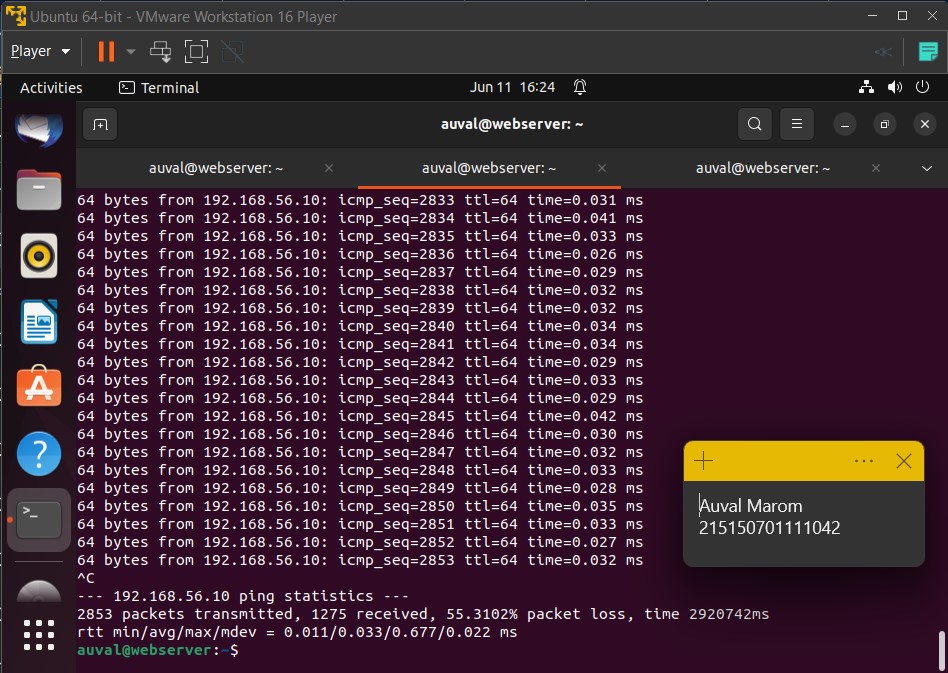 Ubuntu 64-bit - VMware Workstation 16 Player
Player
Activities
Terminal
Jun 11 16:24
auval@webserver: ~
auval@webserver: ~
auval@webserver: ~
auval@webserver: ~
64 bytes from 192.168.56.10: icmp_seq=2833 ttl=64 time=0.031 ms
64 bytes from 192.168.56.10: icmp_seq=2834 ttl=64 time=0.041 ms
64 bytes from 192.168.56.10: icmp_seq=2835 ttl=64 time=0.033 ms
64 bytes from 192.168.56.10: icmp_seq=2836 ttl=64 time=0.026 ms
64 bytes from 192.168.56.10: icmp_seq=2837 ttl=64 time=0.029 ms
64 bytes from 192.168.56.10: icmp_seq=2838 ttl=64 time=0.032 ms
64 bytes from 192.168.56.10: icmp_seq=2839 ttl=64 time=0.032 ms
64 bytes from 192.168.56.10: icmp_seq=2840 ttl=64 time=0.034 ms
64 bytes from 192.168.56.10: icmp_seq=2841 ttl=64 time=0.034 ms
64 bytes from 192.168.56.10: icmp_seq=2842 ttl=64 time=0.029 ms
64 bytes from 192.168.56.10: icmp_seq=2843 ttl=64 time=0.033 ms
64 bytes from 192.168.56.10: icmp_seq=2844 ttl=64 time=0.029 ms
64 bytes from 192.168.56.10: icmp_seq=2845 ttl=64 time=0.042 ms
64 bytes from 192.168.56.10: icmp_seq=2846 ttl=64 time=0.030 ms
64 bytes from 192.168.56.10: icmp_seq=2847 ttl=64 time=0.032 ms
64 bytes from 192.168.56.10: icmp_seq=2848 ttl=64 time=0.033 ms
64 bytes from 192.168.56.10: icmp_seq=2849 ttl=64 time=0.028 ms
64 bytes from 192.168.56.10: icmp_seq=2850 ttl=64 time=0.035 ms
64 bytes from 192.168.56.10: icmp_seq=2851 ttl=64 time=0.033 ms
64 bytes from 192.168.56.10: icmp_seq=2852 ttl=64 time=0.027 ms
64 bytes from 192.168.56.10: icmp_seq=2853 ttl=64 time=0.032 ms
^C
--- 192.168.56.10 ping statistics ---
2853 packets transmitted, 1275 received, 55.3102% packet loss, time 2920742ms
rtt min/avg/max/mdev = 0.011/0.033/0.677/0.022 ms
auval@webserver:~$
Auval Marom
215150701111042